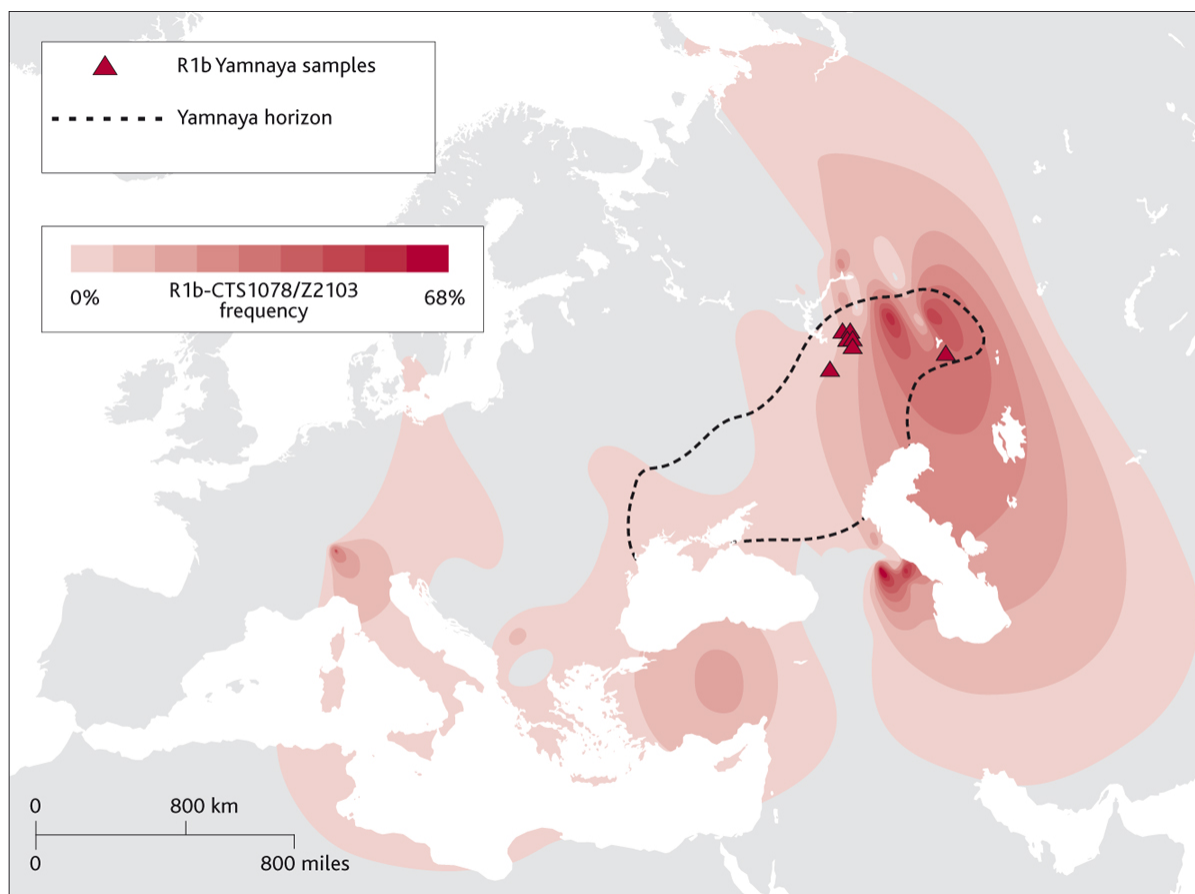 R1b Yamnaya samples
Yamnaya horizon
0%
R1b-CTS1078/Z2103
frequency
68%
0
800 km
0
800 miles